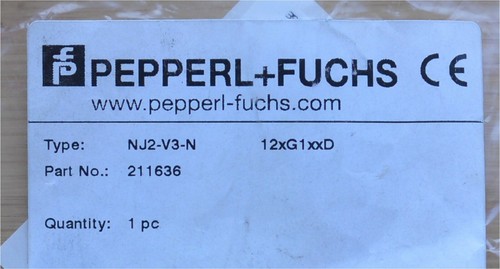 PEPPERL+FUCHS CE
www.pepperl-fuchs.com
Type: NJ2-V3-N 12xG1xxD
Part No.: 211636
Quantity: 1 pc